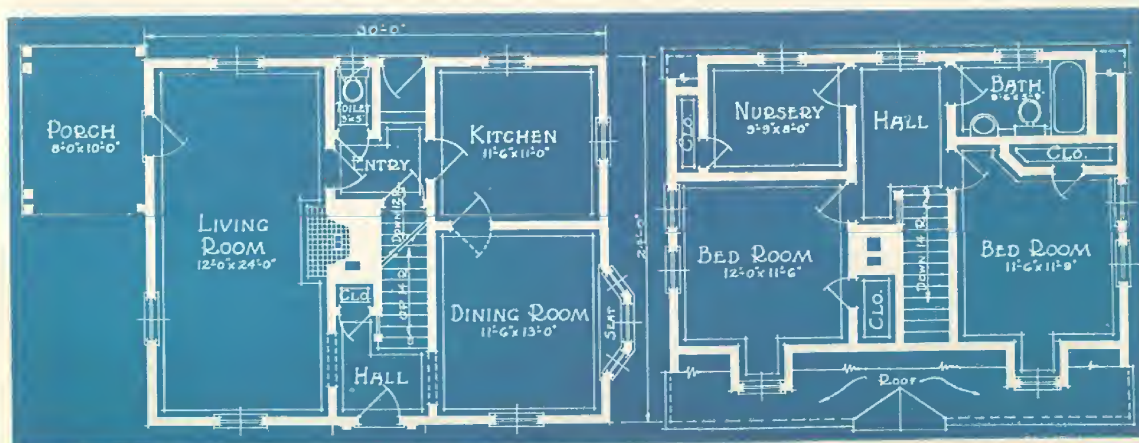 30'-0"
PORCH
8'-0"x10'-0"
LIVING
ROOM
12'-0"x24'-0"
TOILET
3'x5'
ENTRY
KITCHEN
11'-6"x11'-0"
DOWN 12 R.
UP 14 R.
CLO.
HALL
DINING ROOM
11'-6"x13'-0"
SEAT
24'-0"
NURSERY
9'-9"x8'-0"
CLO.
HALL
BATH
CLO.
BED ROOM
12'-0"x11'-6"
CLO.
DOWN 14 R.
BED ROOM
11'-6"x11'-9"
ROOF